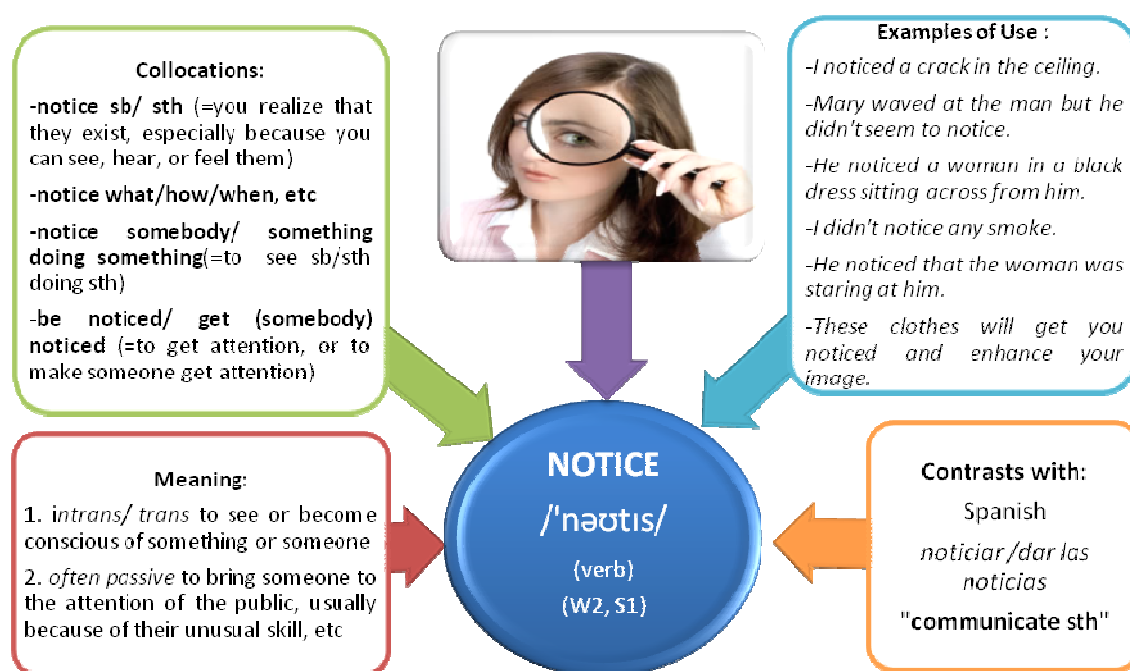 Collocations:
-notice sb/ sth (=you realize that
they exist, especially because you
can see, hear, or feel them)
-notice what/how/when, etc
-notice somebody/ something
doing something(=to see sb/sth
doing sth)
-be noticed/ get (somebody)
noticed (=to get attention, or to
make someone get attention)
Examples of Use :
-I noticed a crack in the ceiling.
-Mary waved at the man but he
didn't seem to notice.
-He noticed a woman in a black
dress sitting across from him.
-I didn't notice any smoke.
-He noticed that the woman was
staring at him.
-These clothes will get you
noticed and enhance your
image.
Meaning:
1. intrans/ trans to see or become
conscious of something or someone
2. often passive to bring someone to
the attention of the public, usually
because of their unusual skill, etc
NOTICE
/'nəʊtɪs/
(verb)
(W2, S1)
Contrasts with:
Spanish
noticiar /dar las
noticias
"communicate sth"